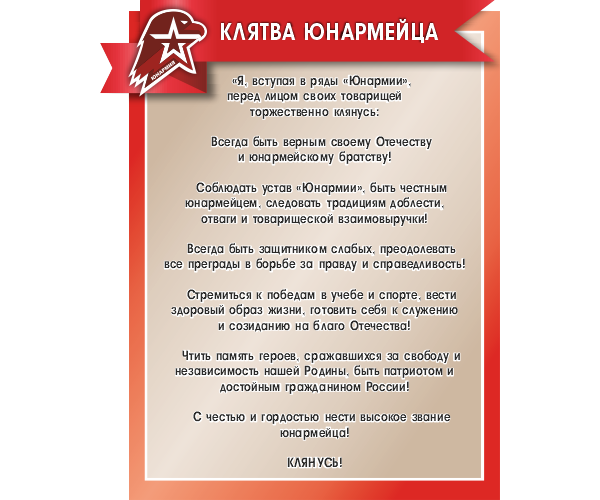 КЛЯТВА ЮНАРМЕЙЦА
ЮНАРМИЯ
«Я, вступая в ряды «Юнармии»,
перед лицом своих товарищей
торжественно клянусь:
Всегда быть верным своему Отечеству
и юнармейскому братству!
Соблюдать устав «Юнармии», быть честным
юнармейцем, следовать традициям доблести,
отваги и товарищеской взаимовыручки!
Всегда быть защитником слабых, преодолевать
все преграды в борьбе за правду и справедливость!
Стремиться к победам в учебе и спорте, вести
здоровый образ жизни, готовить себя к служению
и созиданию на благо Отечества!
Чтить память героев, сражавшихся за свободу и
независимость нашей Родины, быть патриотом и
достойным гражданином России!
С честью и гордостью нести высокое звание
юнармейца!
КЛЯНУСЬ!